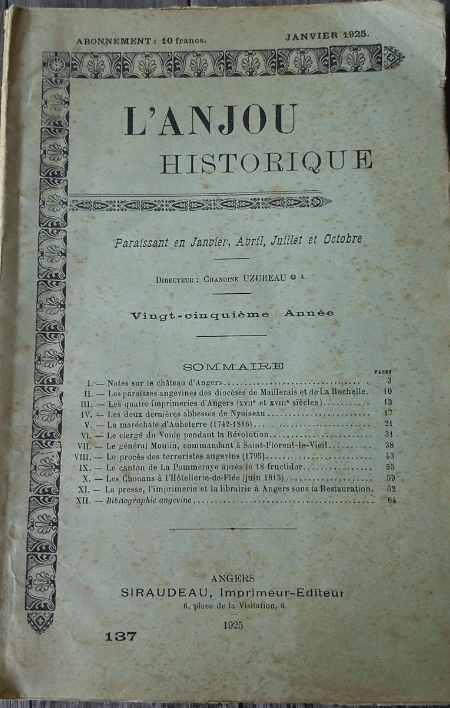 ABONNEMENT : 10 francs. JANVIER 1925.
L'ANJOU
HISTORIQUE
Paraissant en Janvier, Avril, Juillet et Octobre
DIRECTEUR : CHANOINE UZUREAU A.
Vingt-cinquième Année
SOMMAIRE
PAGES
I. — Notes sur le château d'Angers 3
II. — Les paroisses angevines des diocèses de Maillezais et de La Rochelle. 10
III. — Les quatre imprimeries d'Angers (XVIIe et XVIIIe siècles) 13
IV. — Les deux dernières abbesses de Nyoiseau 17
V. — La maréchale d'Aubeterre (1742-1816) 21
VI. — Le clergé du Voide pendant la Révolution 31
VII. — Le général Moulin, commandant à Saint-Florent-le-Vieil 38
VIII. — Le procès des terroristes angevins (1795) 43
IX. — Le canton de La Pommeraye après le 18 fructidor 55
X. — Les Chouans à l'Hôtellerie-de-Flée (juin 1815) 59
XI. — La presse, l'imprimerie et la librairie à Angers sous la Restauration. 62
XII. — Bibliographie angevine 64
ANGERS
SIRAUDEAU, Imprimeur-Editeur
6, place de la Visitation, 6
1925
137